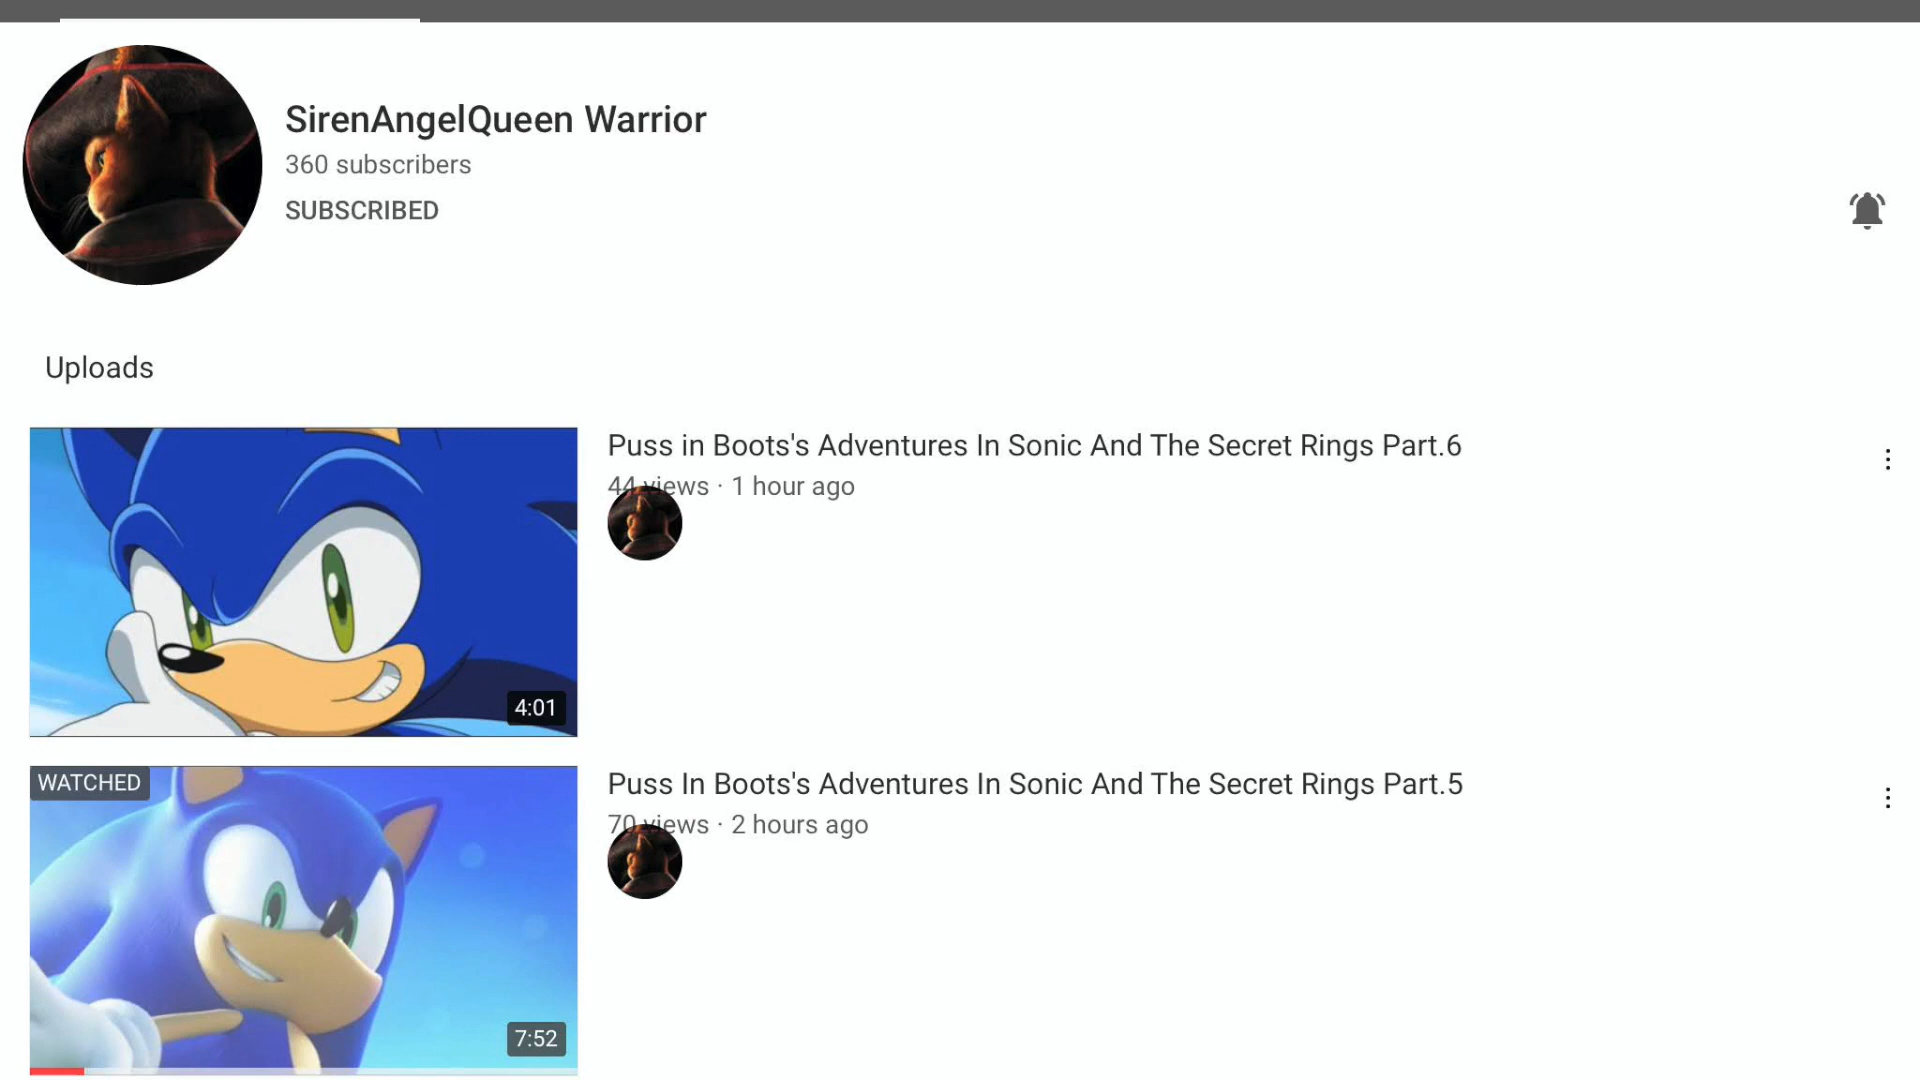 SirenAngelQueen Warrior
360 subscribers
SUBSCRIBED
Uploads
Puss in Boots's Adventures In Sonic And The Secret Rings Part.6
44 views · 1 hour ago
4:01
WATCHED
Puss In Boots's Adventures In Sonic And The Secret Rings Part.5
70 views · 2 hours ago
7:52